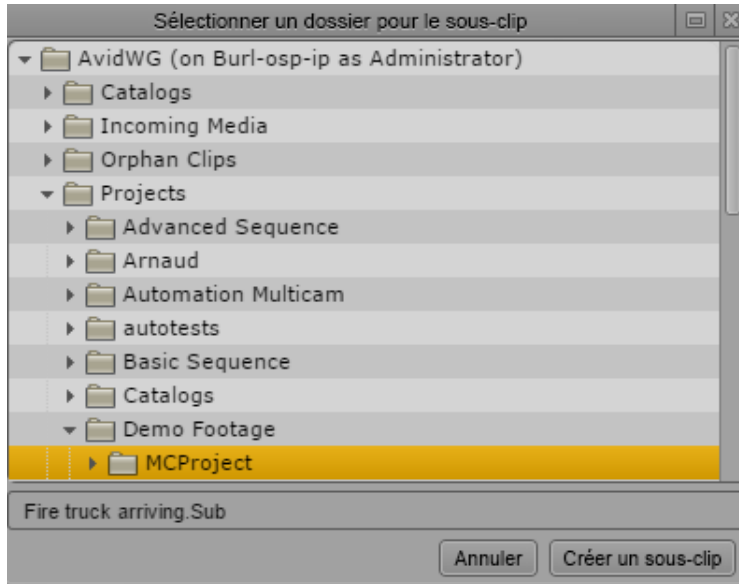 Sélectionner un dossier pour le sous-clip
AvidWG (on Burl-osp-ip as Administrator)
Catalogs
Incoming Media
Orphan Clips
Projects
Advanced Sequence
Arnaud
Automation Multicam
autotests
Basic Sequence
Catalogs
Demo Footage
MCProject
Fire truck arriving.Sub
Annuler
Créer un sous-clip